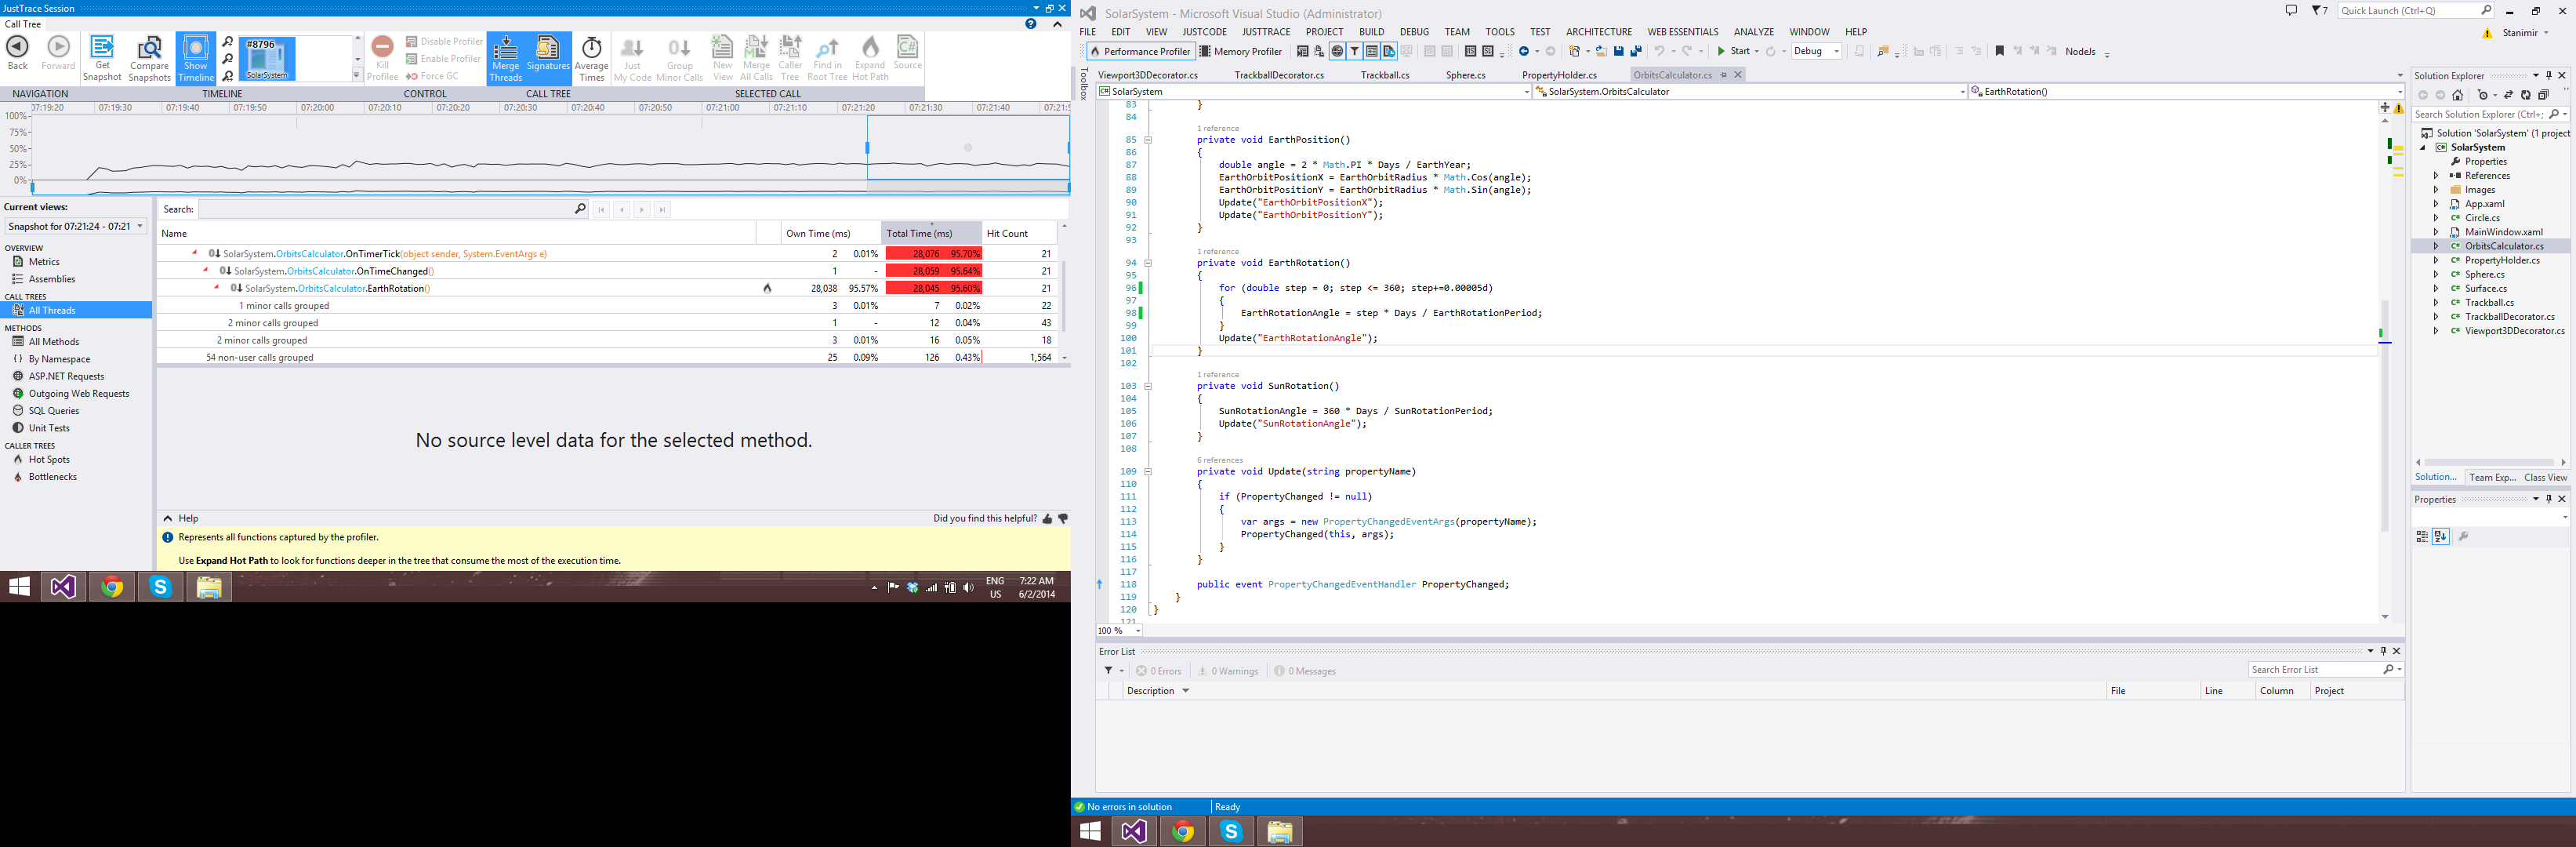 JustTrace Session
Call Tree
Back
Forward
Get Snapshot
Compare Snapshots
Show Timeline
#8796
SolarSystem
Kill Profilee
Disable Profiler
Enable Profiler
Force GC
Merge Threads
Signatures
Average Times
Just My Code
Group Minor Calls
New View
Merge All Calls
Caller Tree
Find in Root Tree
Expand Hot Path
Source
NAVIGATION
TIMELINE
CONTROL
CALL TREE
SELECTED CALL
07:19:20 07:19:30 07:19:40 07:19:50 07:20:00 07:20:10 07:20:20 07:20:30 07:20:40 07:20:50 07:21:00 07:21:10 07:21:20 07:21:30 07:21:40 07:21:5
100%
75%
50%
25%
0%
Current views:
Snapshot for 07:21:24 - 07:21
OVERVIEW
Metrics
Assemblies
CALL TREES
All Threads
METHODS
All Methods
By Namespace
ASP.NET Requests
Outgoing Web Requests
SQL Queries
Unit Tests
CALLER TREES
Hot Spots
Bottlenecks
Search:
Name Own Time (ms) Total Time (ms) Hit Count
SolarSystem.OrbitsCalculator.OnTimerTick(object sender, System.EventArgs e) 2 0.01% 28,076 95.70% 21
SolarSystem.OrbitsCalculator.OnTimeChanged() 1 - 28,059 95.64% 21
SolarSystem.OrbitsCalculator.EarthRotation() 28,038 95.57% 28,045 95.60% 21
1 minor calls grouped 3 0.01% 7 0.02% 22
2 minor calls grouped 1 - 12 0.04% 43
2 minor calls grouped 3 0.01% 16 0.05% 18
54 non-user calls grouped 25 0.09% 126 0.43% 1,564
No source level data for the selected method.
Help
Did you find this helpful?
Represents all functions captured by the profiler.
Use Expand Hot Path to look for functions deeper in the tree that consume the most of the execution time.
ENG
US
7:22 AM
6/2/2014
SolarSystem - Microsoft Visual Studio (Administrator)
7
Quick Launch (Ctrl+Q)
FILE EDIT VIEW JUSTCODE JUSTTRACE PROJECT BUILD DEBUG TEAM TOOLS TEST ARCHITECTURE WEB ESSENTIALS STANIMIZE ANALYZE WINDOW HELP
Stanimir
Performance Profiler Memory Profiler Start Debug NodeJs
Toolbox
Viewport3DDecorator.cs TrackballDecorator.cs Trackball.cs Sphere.cs PropertyHolder.cs OrbitsCalculator.cs
SolarSystem SolarSystem.OrbitsCalculator EarthRotation()
83 }
84
1 reference
85 private void EarthPosition()
86 {
87 double angle = 2 * Math.PI * Days / EarthYear;
88 EarthOrbitPositionX = EarthOrbitRadius * Math.Cos(angle);
89 EarthOrbitPositionY = EarthOrbitRadius * Math.Sin(angle);
90 Update("EarthOrbitPositionX");
91 Update("EarthOrbitPositionY");
92 }
93
1 reference
94 private void EarthRotation()
95 {
96 for (double step = 0; step <= 360; step+=0.00005d)
97 {
98 EarthRotationAngle = step * Days / EarthRotationPeriod;
99 }
100 Update("EarthRotationAngle");
101 }
102
1 reference
103 private void SunRotation()
104 {
105 SunRotationAngle = 360 * Days / SunRotationPeriod;
106 Update("SunRotationAngle");
107 }
108
6 references
109 private void Update(string propertyName)
110 {
111 if (PropertyChanged != null)
112 {
113 var args = new PropertyChangedEventArgs(propertyName);
114 PropertyChanged(this, args);
115 }
116 }
117
118 public event PropertyChangedEventHandler PropertyChanged;
119 }
120 }
121
100 %
Error List
0 Errors 0 Warnings 0 Messages
Search Error List
Description File Line Column Project
No errors in solution Ready
Solution Explorer
Search Solution Explorer (Ctrl+;
Solution 'SolarSystem' (1 project
SolarSystem
Properties
References
Images
App.xaml
Circle.cs
MainWindow.xaml
OrbitsCalculator.cs
PropertyHolder.cs
Sphere.cs
Surface.cs
Trackball.cs
TrackballDecorator.cs
Viewport3DDecorator.cs
Solution... Team Exp... Class View
Properties